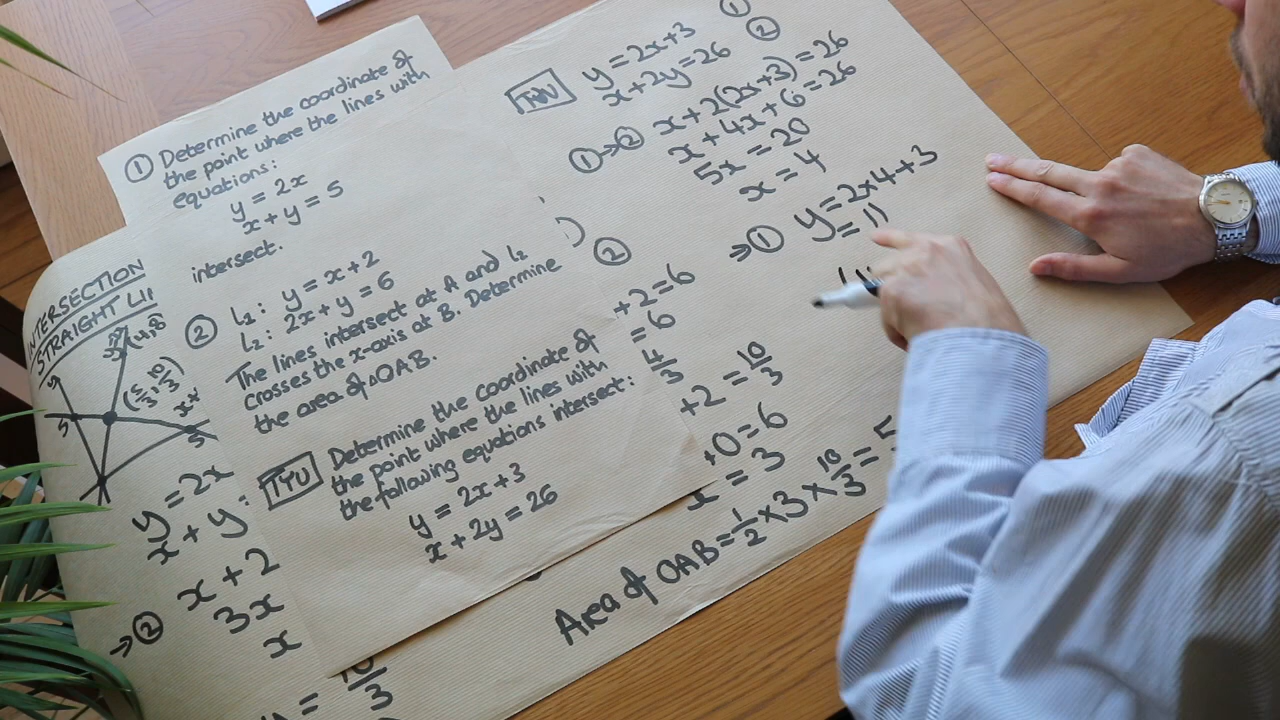 ① Determine the coordinate of
the point where the lines with
equations:
y = 2x
x + y = 5
intersect.
② L₁: y = x + 2
L₂: 2x + y = 6
The lines intersect at A and L₂
crosses the x-axis at B. Determine
the area of △OAB.
TYU Determine the coordinate of
the point where the lines with
the following equations intersect:
y = 2x + 3
x + 2y = 26
INTERSECTION
STRAIGHT LI
(5/3, 10/3)
5
5
y = 2x
x + y
→②
x + 2
3x
x
= 10/3
y = 2x+3 ①
x + 2y = 26 ②
①→② x + 2(2x+3) = 26
x + 4x + 6 = 26
5x = 20
x = 4
→① y = 2×4+3
= 11
②
+2 = 6
= 6
4/3
+2 = 10/3
+0 = 6
x = 3
Area of OAB = 1/2 × 3 × 10/3 = 5